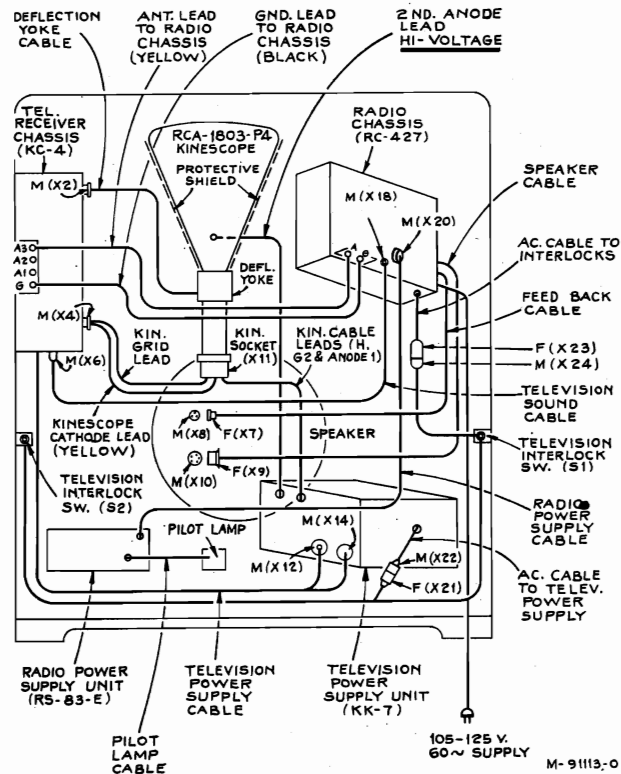 DEFLECTION
YOKE
CABLE
ANT. LEAD
TO RADIO
CHASSIS
(YELLOW)
GND. LEAD
TO RADIO
CHASSIS
(BLACK)
2ND. ANODE
LEAD
HI-VOLTAGE
TEL.
RECEIVER
CHASSIS
(KC-4)
RCA-1803-P4
KINESCOPE
PROTECTIVE
SHIELD
RADIO
CHASSIS
(RC-427)
SPEAKER
CABLE
M(X2)
M(X18)
M(X20)
AC. CABLE TO
INTERLOCKS
A3
A2
A1
G
A
G
DEFL.
YOKE
FEED BACK
CABLE
M(X4)
KIN.
GRID
LEAD
KIN.
SOCKET
(X11)
KIN. CABLE
LEADS (H,
G2 & ANODE 1)
F(X23)
M(X24)
M(X6)
TELEVISION
SOUND
CABLE
KINESCOPE
CATHODE LEAD
(YELLOW)
M(X8)
F(X7)
SPEAKER
M(X10)
F(X9)
TELEVISION
INTERLOCK
SW. (S1)
TELEVISION
INTERLOCK
SW. (S2)
PILOT LAMP
M(X12)
M(X14)
M(X22)
F(X21)
RADIO
POWER
SUPPLY
CABLE
AC. CABLE
TO TELEV.
POWER
SUPPLY
RADIO POWER
SUPPLY UNIT
(RS-83-E)
PILOT
LAMP
CABLE
TELEVISION
POWER
SUPPLY
CABLE
TELEVISION
POWER
SUPPLY UNIT
(KK-7)
105-125 V.
60~ SUPPLY
M-91113-0